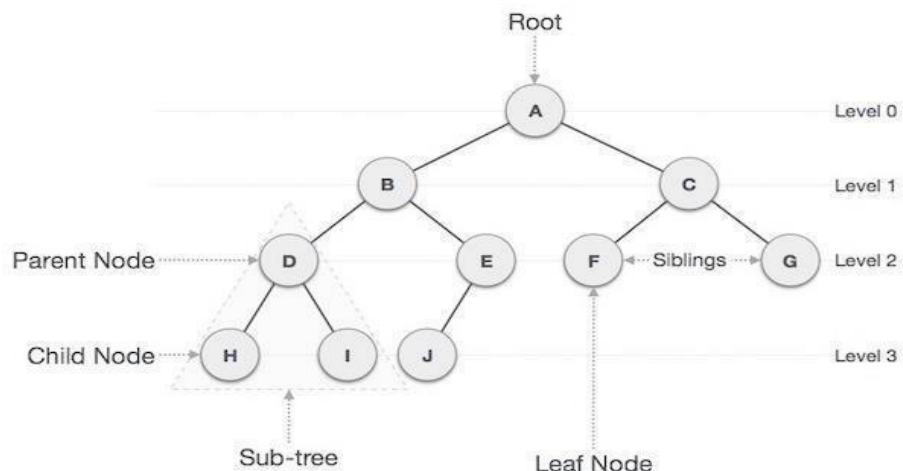 Root
A
Level 0
B
C
Level 1
Parent Node
D
E
F
Siblings
G
Level 2
Child Node
H
I
J
Level 3
Sub-tree
Leaf Node